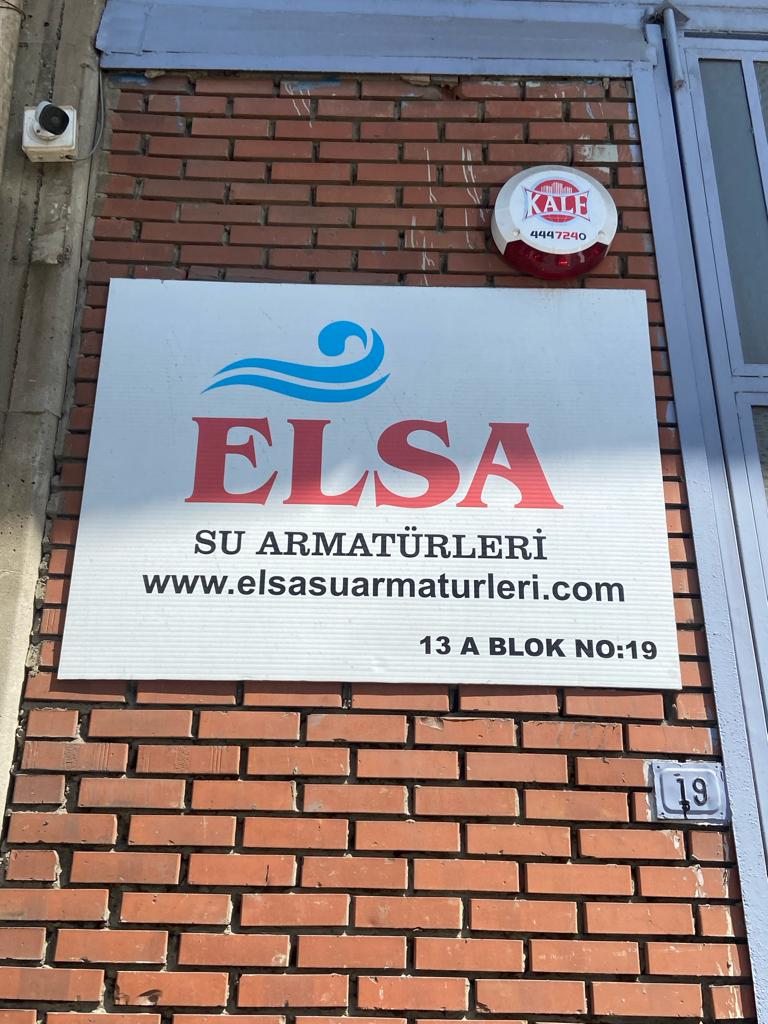 KALE
4447240
ELSA
SU ARMATÜRLERİ
www.elsasuarmaturleri.com
13 A BLOK NO:19
19